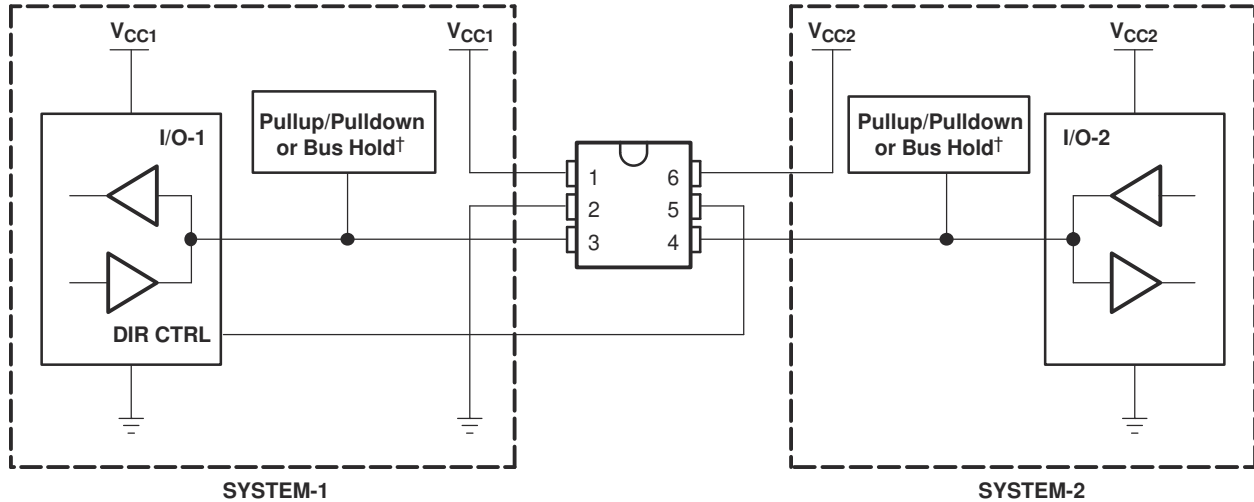 VCC1
VCC1
VCC2
VCC2
I/O-1
Pullup/Pulldown
or Bus Hold†
Pullup/Pulldown
or Bus Hold†
I/O-2
1 6
2 5
3 4
DIR CTRL
SYSTEM-1
SYSTEM-2